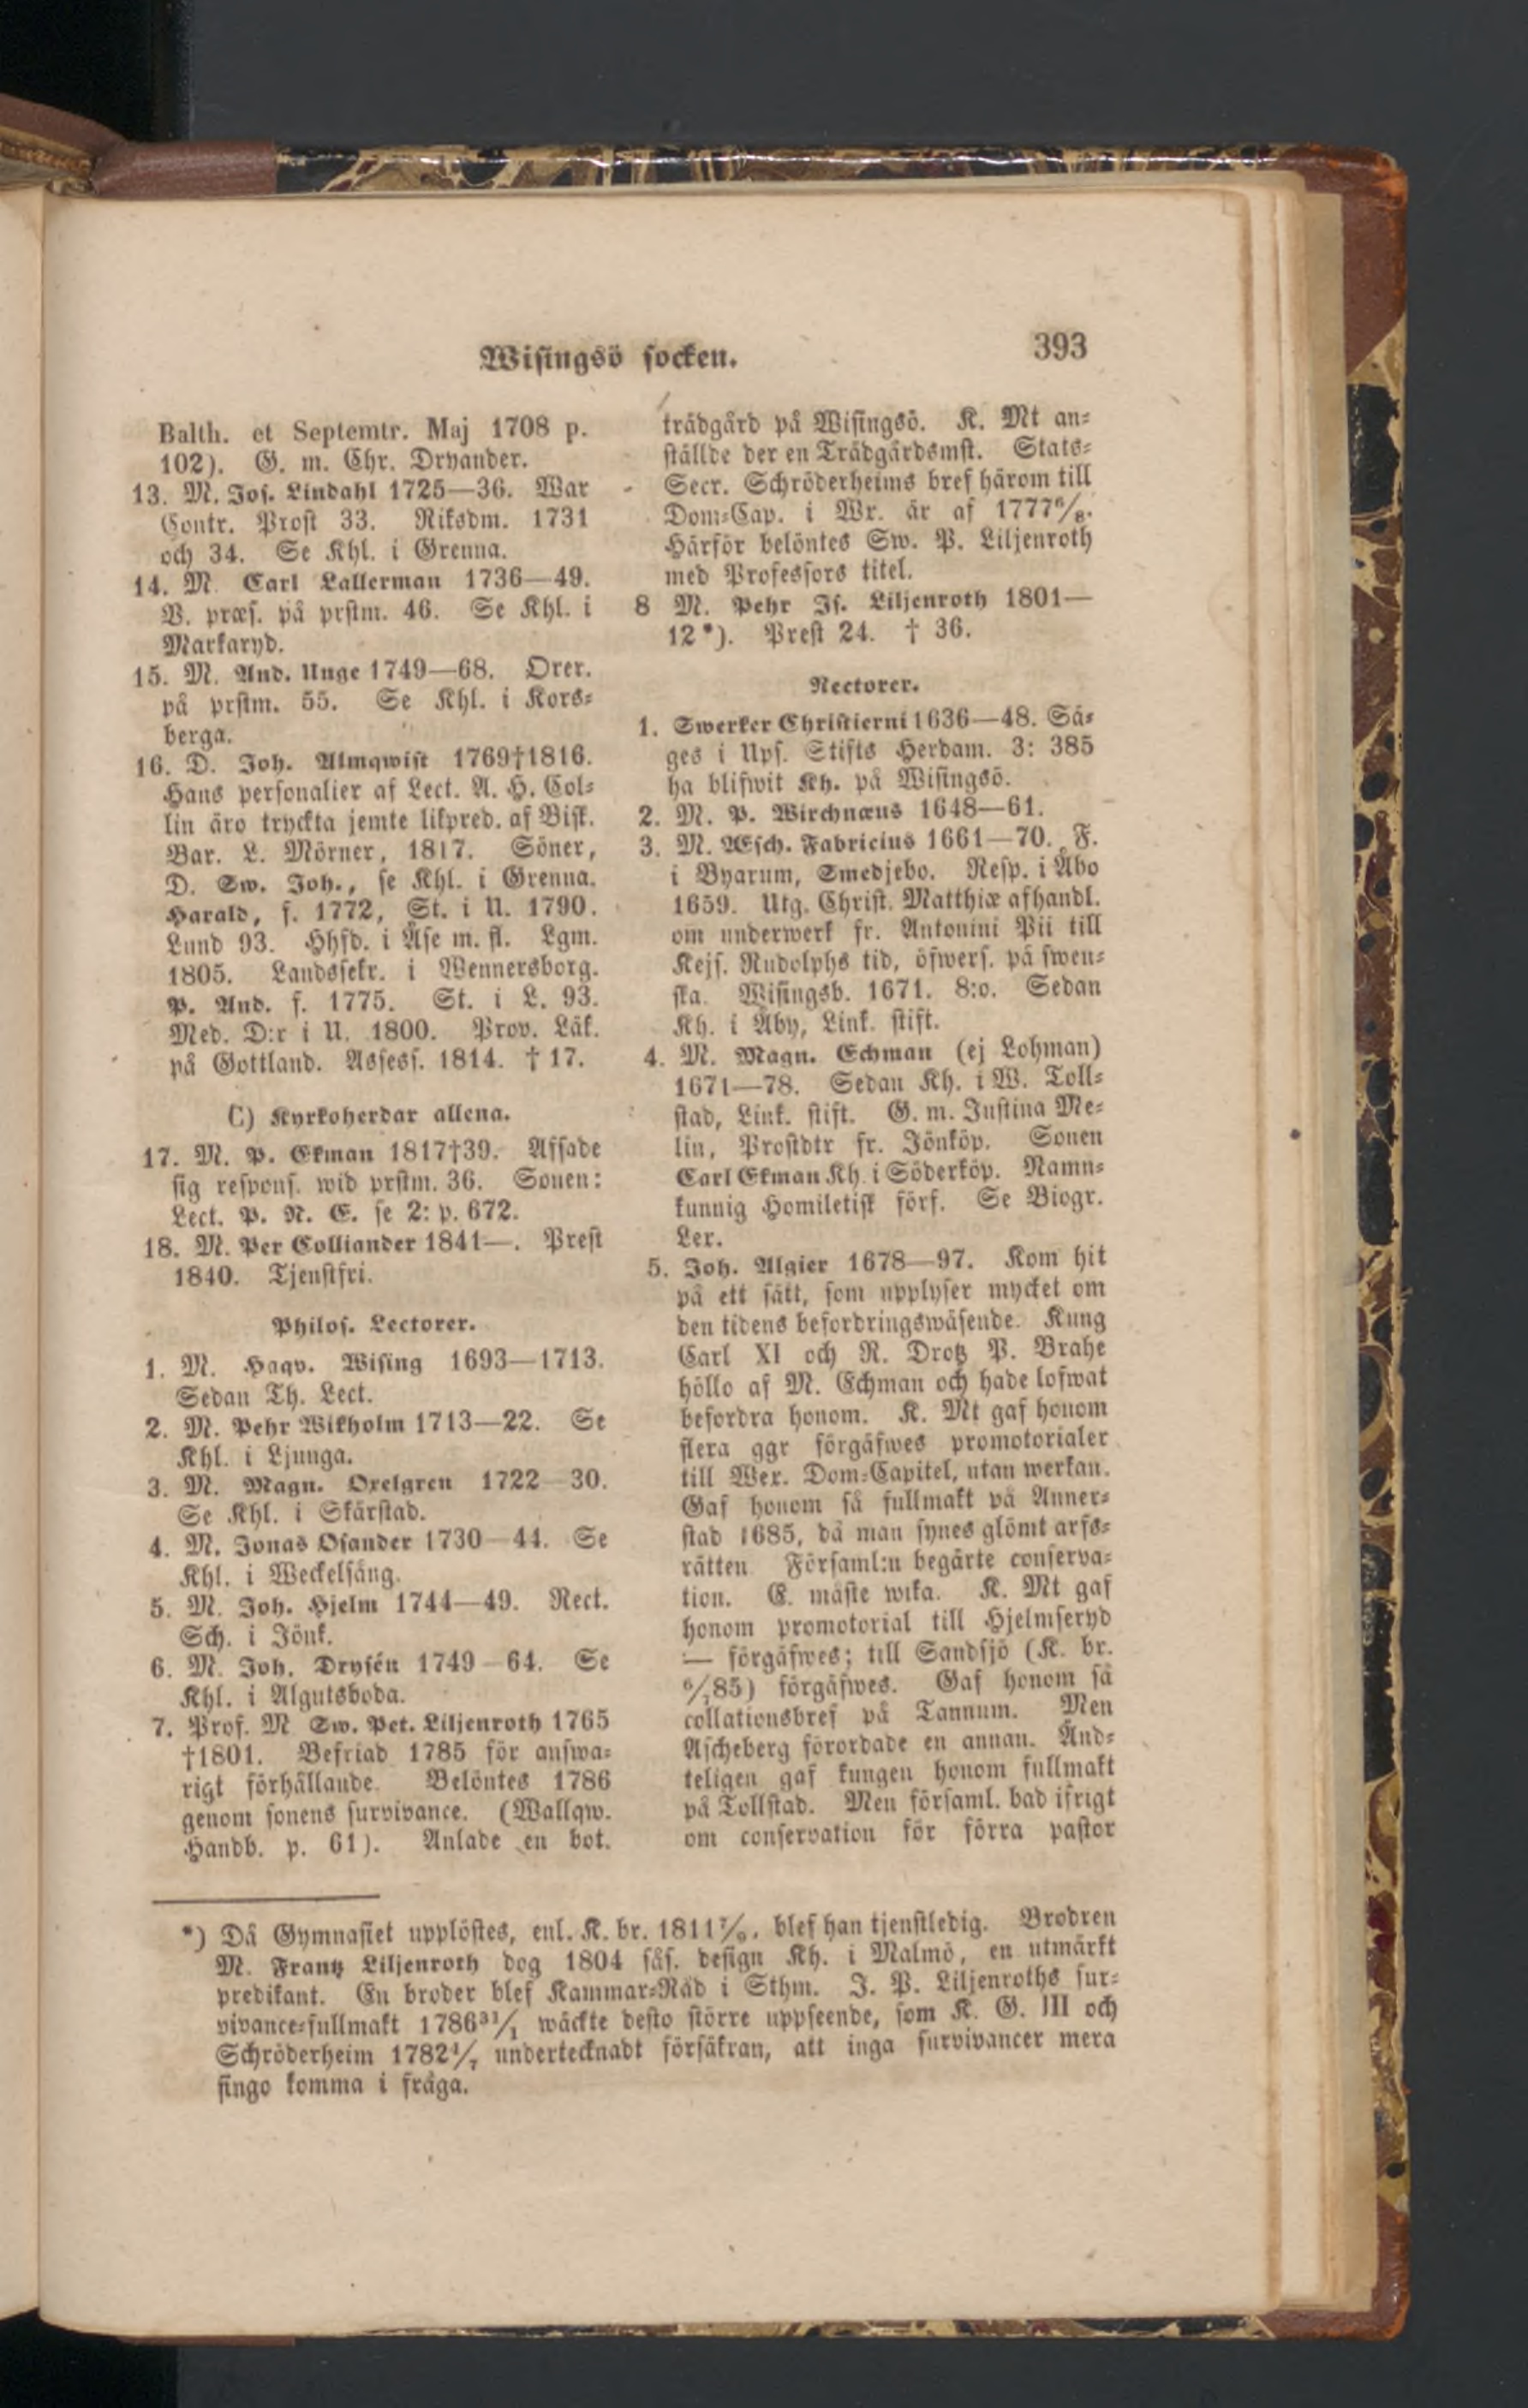 Wisingsö socken.
393
Balth. et Septemtr. Maj 1708 p.
102). G. m. Chr. Dryander.
13. M. Jos. Lindahl 1725—36. War
Contr. Prost 33. Riksdm. 1731
och 34. Se Khl. i Grenna.
14. M. Carl Lallerman 1736—49.
V. præs. på prstm. 46. Se Khl. i
Markaryd.
15. M. And. Unge 1749—68. Orer.
på prstm. 55. Se Khl. i Kors-
berga.
16. D. Joh. Almqwist 1769†1816.
Hans personalier af Lect. A. H. Col-
lin äro tryckta jemte likpred. af Bisk.
Bar. L. Mörner, 1817. Söner,
D. Sw. Joh., se Khl. i Grenna.
Harald, f. 1772, St. i U. 1790.
Lund 93. Hhfd. i Åse m. fl. Lgm.
1805. Landssekr. i Wennersborg.
P. And. f. 1775. St. i L. 93.
Med. D:r i U. 1800. Prov. Läk.
på Gottland. Assess. 1814. † 17.
C) Kyrkoherdar allena.
17. M. P. Ekman 1817†39. Afsade
sig respons. wid prstm. 36. Sonen:
Lect. P. N. E. se 2: p. 672.
18. M. Per Colliander 1841—. Prest
1840. Tjenstfri.
Philos. Lectorer.
1. M. Haqv. Wising 1693—1713.
Sedan Th. Lect.
2. M. Pehr Wikholm 1713—22. Se
Khl. i Ljunga.
3. M. Magn. Oxelgren 1722—30.
Se Khl. i Skärstad.
4. M. Jonas Osander 1730—44. Se
Khl. i Weckelsång.
5. M. Joh. Hjelm 1744—49. Rect.
Sch. i Jönk.
6. M. Joh. Drysén 1749—64. Se
Khl. i Algutsboda.
7. Prof. M Sw. Pet. Liljenroth 1765
†1801. Befriad 1785 för answa-
rigt förhållande. Belöntes 1786
genom sonens survivance. (Wallqw.
Handb. p. 61). Anlade en bot.
trädgård på Wisingsö. K. Mt an-
ställde der en Trädgårdsmst. Stats-
Secr. Schröderheims bref härom till
Dom-Cap. i Wr. är af 1777⁶/₈.
Härför belöntes Sw. P. Liljenroth
med Professors titel.
8 M. Pehr Is. Liljenroth 1801—
12*). Prest 24. † 36.
Rectorer.
1. Swerker Christierni 1636—48. Sä-
ges i Ups. Stifts Herdam. 3: 385
ha blifwit Kh. på Wisingsö.
2. M. P. Wirchnæus 1648—61.
3. M. Æsch. Fabricius 1661—70. F.
i Byarum, Smedjebo. Resp. i Åbo
1659. Utg. Christ. Matthiæ afhandl.
om underwerk fr. Antonini Pii till
Kejs. Rudolphs tid, öfwers. på swen-
ska. Wisingsb. 1671. 8:o. Sedan
Kh. i Åby, Link. stift.
4. M. Magn. Echman (ej Lohman)
1671—78. Sedan Kh. i W. Toll-
stad, Link. stift. G. m. Justina Me-
lin, Prostdtr fr. Jönköp. Sonen
Carl Ekman Kh. i Söderköp. Namn-
kunnig Homiletisk förf. Se Biogr.
Lex.
5. Joh. Algier 1678—97. Kom hit
på ett sätt, som upplyser mycket om
den tidens befordringswäsende. Kung
Carl XI och R. Drotz P. Brahe
höllo af M. Echman och hade lofwat
befordra honom. K. Mt gaf honom
flera ggr förgäfwes promotorialer
till Wex. Dom-Capitel, utan werkan.
Gaf honom så fullmakt på Anner-
stad 1685, då man synes glömt arfs-
rätten Församl:n begärte conserva-
tion. E. måste wika. K. Mt gaf
honom promotorial till Hjelmseryd
— förgäfwes; till Sandsjö (K. br.
⁶/₇85) förgäfwes. Gaf honom så
collationsbref på Tannum. Men
Ascheberg förordade en annan. Änd-
teligen gaf kungen honom fullmakt
på Tollstad. Men församl. bad ifrigt
om conservation för förra pastor
*) Då Gymnasiet upplöstes, enl. K. br. 1811⁷/₉, blef han tjenstledig. Brodren
M. Frantz Liljenroth dog 1804 sås. design Kh. i Malmö, en utmärkt
predikant. En broder blef Kammar-Råd i Sthm. J. P. Liljenroths sur-
vivance-fullmakt 1786³¹/₁ wäckte desto större uppseende, som K. G. III och
Schröderheim 1782¹/₇ undertecknadt försäkran, att inga survivancer mera
fingo komma i fråga.